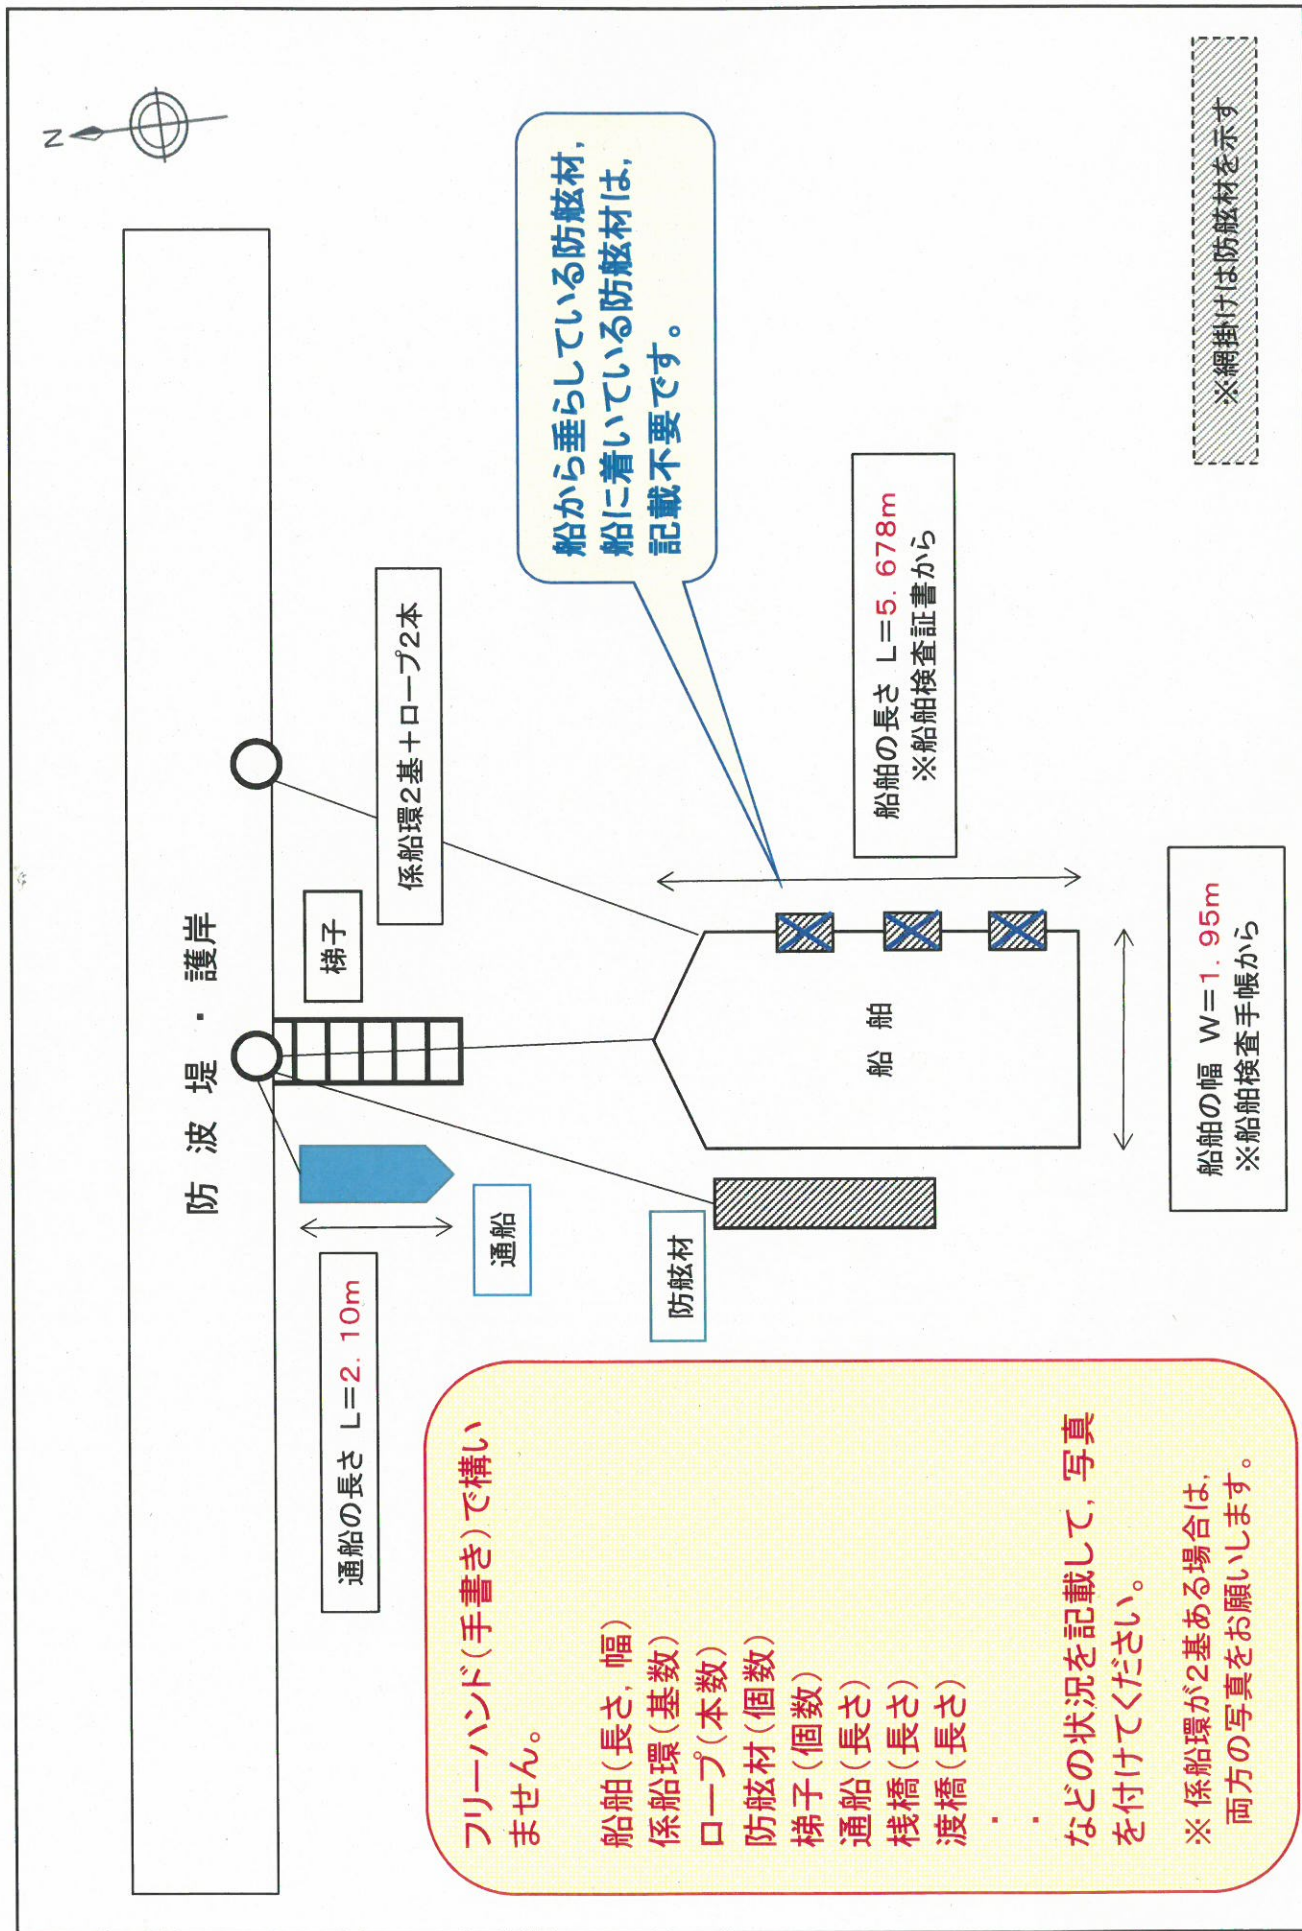 N
防波堤・護岸
通船の長さ L=2.10m
梯子
係船環2基+ロープ2本
通船
防舷材
船舶
船から垂らしている防舷材,
船に着いている防舷材は,
記載不要です。
船舶の長さ L=5.678m
※船舶検査証書から
船舶の幅 W=1.95m
※船舶検査手帳から
※網掛けは防舷材を示す
フリーハンド(手書き)で構い
ません。
船舶(長さ,幅)
係船環(基数)
ロープ(本数)
防舷材(個数)
梯子(個数)
通船(長さ)
桟橋(長さ)
渡橋(長さ)
・
・
などの状況を記載して,写真
を付けてください。
※係船環が2基ある場合は,
両方の写真をお願いします。